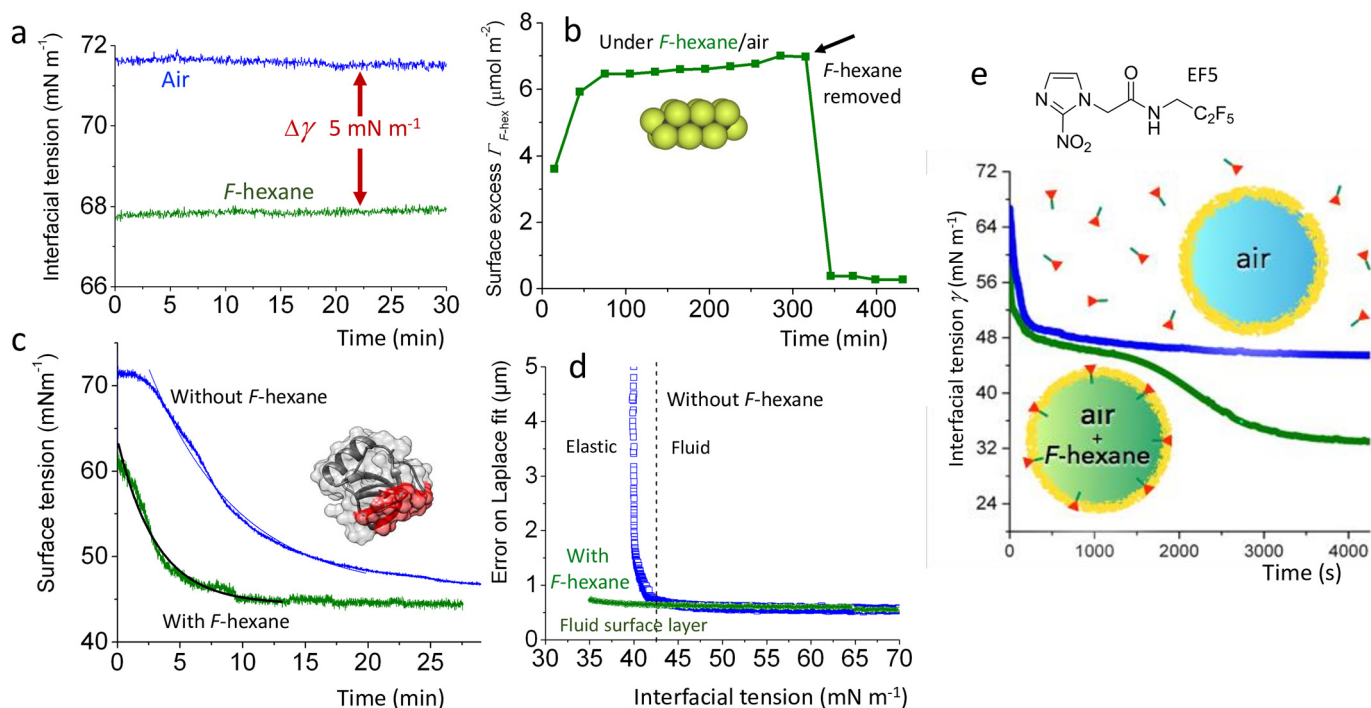 a
Interfacial tension (mN m⁻¹)
72
70
68
66
Air
Δγ 5 mN m⁻¹
F-hexane
0 5 10 15 20 25 30
Time (min)
b
Surface excess Γ F-hex (μmol m⁻²)
8
6
4
2
0
Under F-hexane/air
F-hexane
removed
0 100 200 300 400
Time (min)
c
Surface tension (mNm⁻¹)
70
60
50
40
Without F-hexane
With F-hexane
0 5 10 15 20 25
Time (min)
d
Error on Laplace fit (μm)
5
4
3
2
1
0
Without F-hexane
Elastic
Fluid
With
F-hexane
Fluid surface layer
30 35 40 45 50 55 60 65 70
Interfacial tension (mN m⁻¹)
e
N
N
NO₂
O
N
H
C₂F₅
EF5
Interfacial tension γ (mN m⁻¹)
72
64
56
48
40
32
24
air
air
+
F-hexane
0 1000 2000 3000 4000
Time (s)